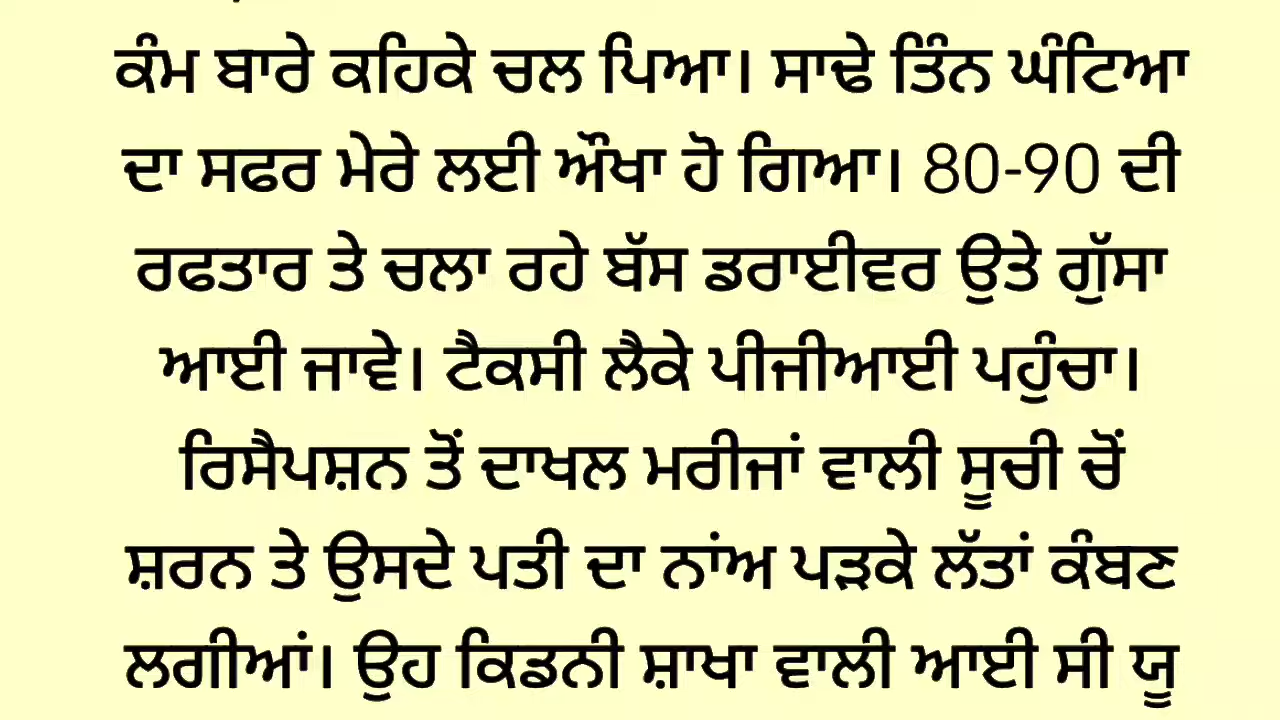 ਕੰਮ ਬਾਰੇ ਕਹਿਕੇ ਚਲ ਪਿਆ। ਸਾਢੇ ਤਿੰਨ ਘੰਟਿਆ
ਦਾ ਸਫਰ ਮੇਰੇ ਲਈ ਔਖਾ ਹੋ ਗਿਆ। 80-90 ਦੀ
ਰਫਤਾਰ ਤੇ ਚਲਾ ਰਹੇ ਬੱਸ ਡਰਾਈਵਰ ਉਤੇ ਗੁੱਸਾ
ਆਈ ਜਾਵੇ। ਟੈਕਸੀ ਲੈਕੇ ਪੀਜੀਆਈ ਪਹੁੰਚਾ।
ਰਿਸੈਪਸ਼ਨ ਤੋਂ ਦਾਖਲ ਮਰੀਜਾਂ ਵਾਲੀ ਸੂਚੀ ਚੋਂ
ਸ਼ਰਨ ਤੇ ਉਸਦੇ ਪਤੀ ਦਾ ਨਾਂਅ ਪੜਕੇ ਲੱਤਾਂ ਕੰਬਣ
ਲਗੀਆਂ। ਉਹ ਕਿਡਨੀ ਸ਼ਾਖਾ ਵਾਲੀ ਆਈ ਸੀ ਯੂ